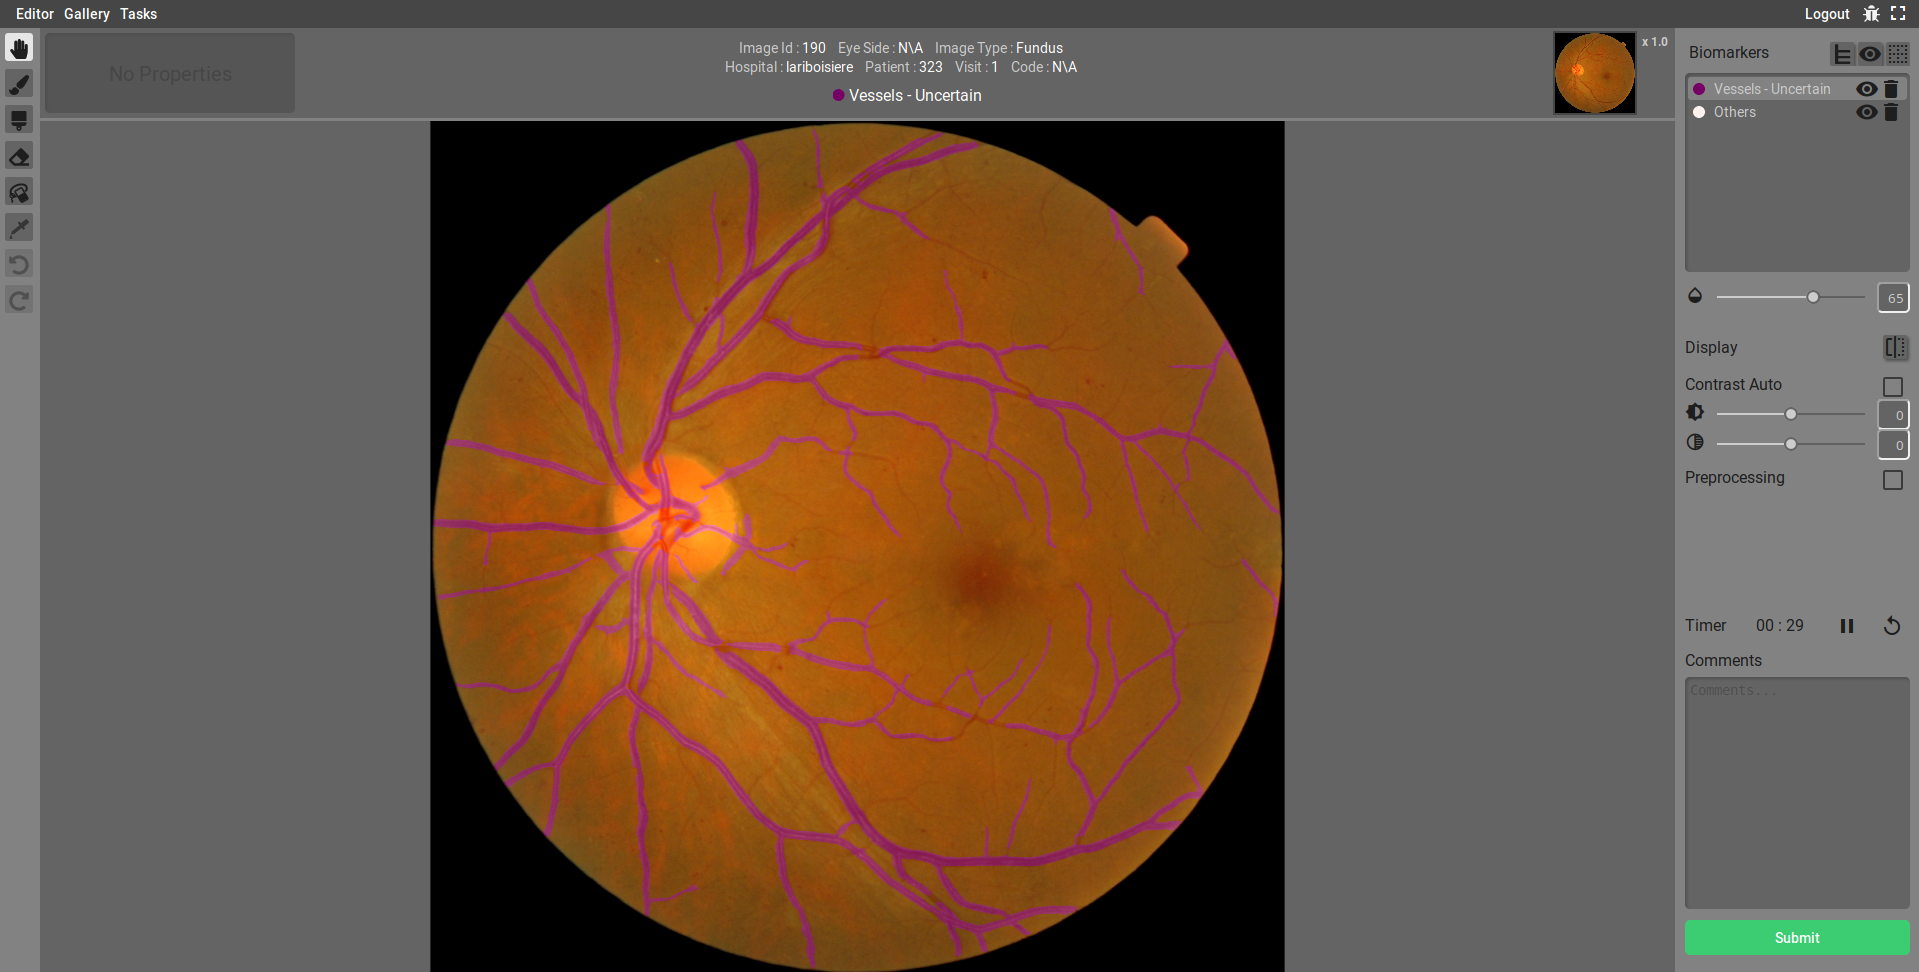 Editor Gallery Tasks
Logout
No Properties
Image Id : 190 Eye Side : N\A Image Type : Fundus
Hospital : lariboisiere Patient : 323 Visit : 1 Code : N\A
Vessels - Uncertain
x 1.0
Biomarkers
Vessels - Uncertain
Others
65
Display
Contrast Auto
0
0
Preprocessing
Timer 00 : 29
Comments
Comments...
Submit